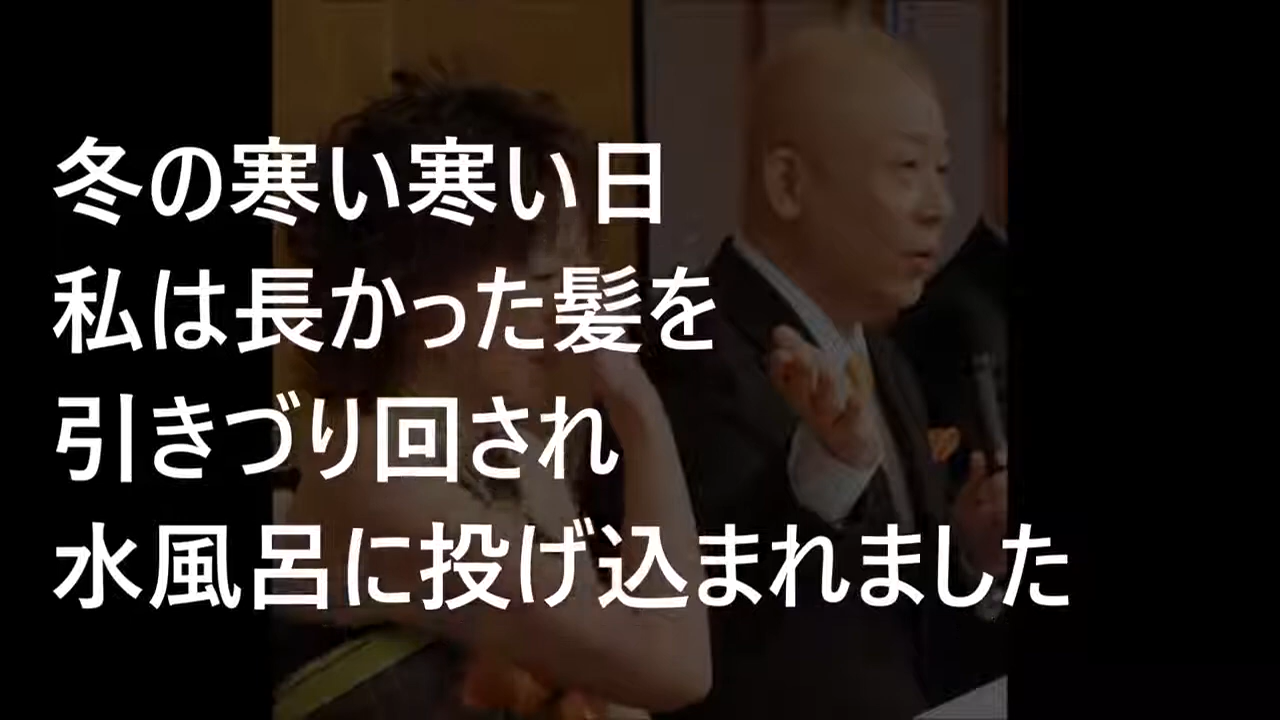 冬の寒い寒い日
私は長かった髪を
引きづり回され
水風呂に投げ込まれました